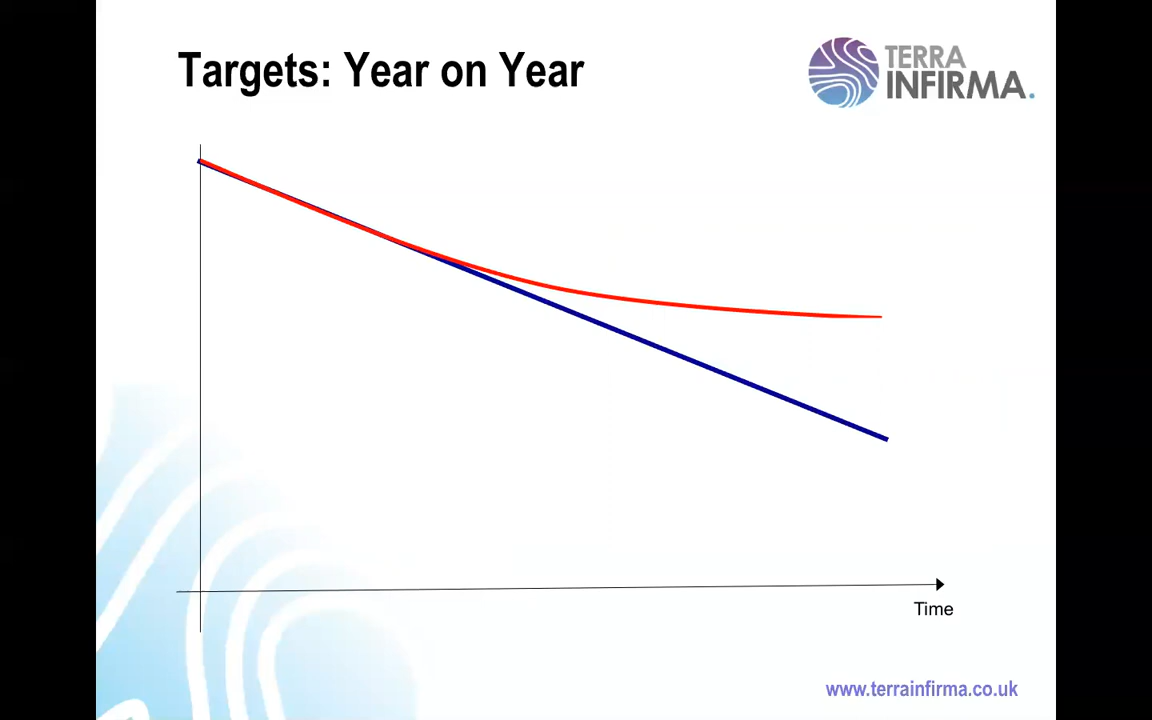 Targets: Year on Year
TERRA
INFIRMA.
Time
www.terrainfirma.co.uk